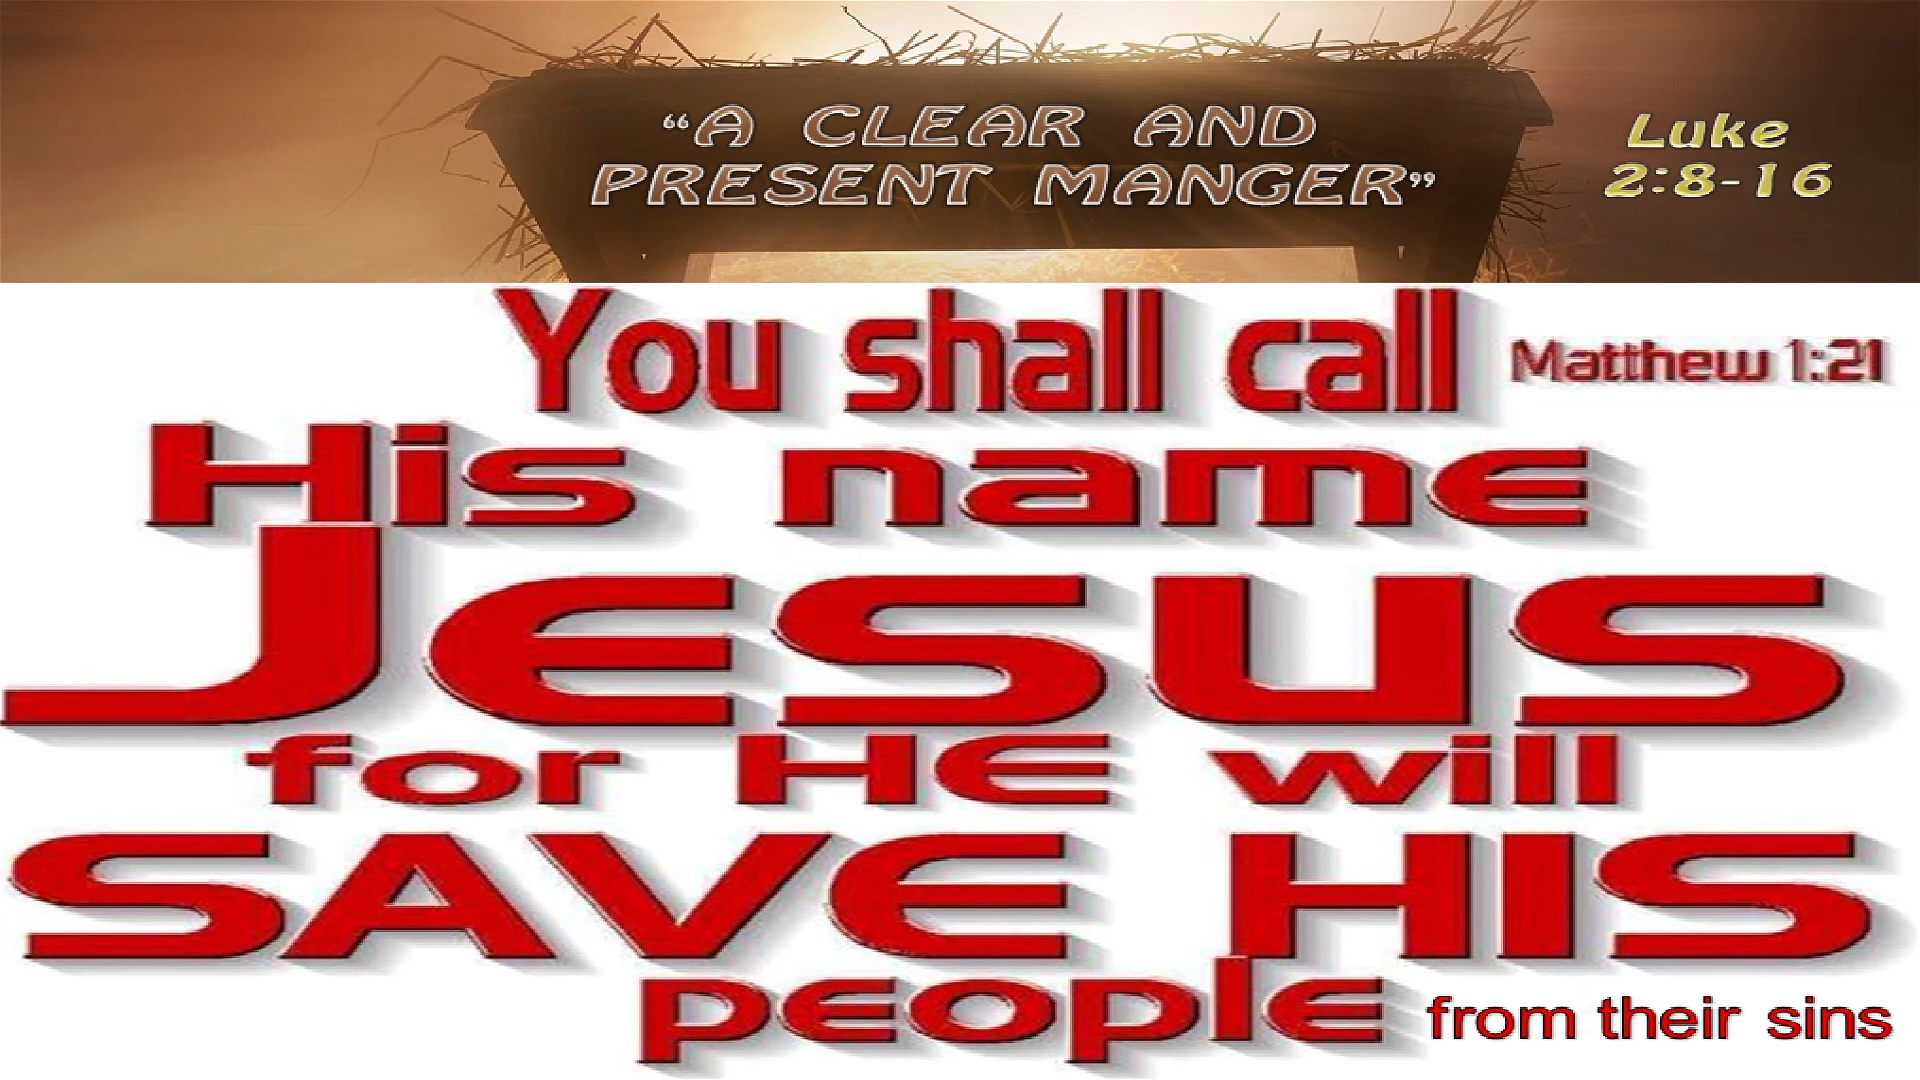 “A CLEAR AND
PRESENT MANGER”
Luke
2:8-16
You shall call
Matthew 1:21
His name
Jesus
for HE will
SAVE HIS
people
from their sins